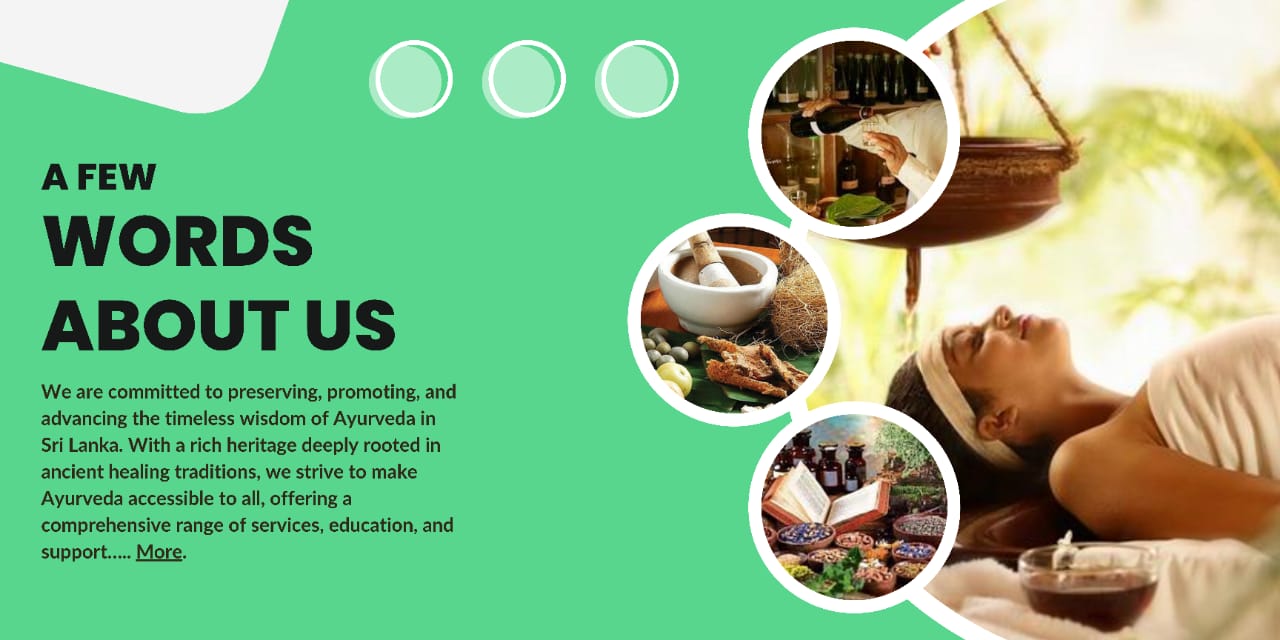 A FEW
WORDS
ABOUT US
We are committed to preserving, promoting, and
advancing the timeless wisdom of Ayurveda in
Sri Lanka. With a rich heritage deeply rooted in
ancient healing traditions, we strive to make
Ayurveda accessible to all, offering a
comprehensive range of services, education, and
support..... More.